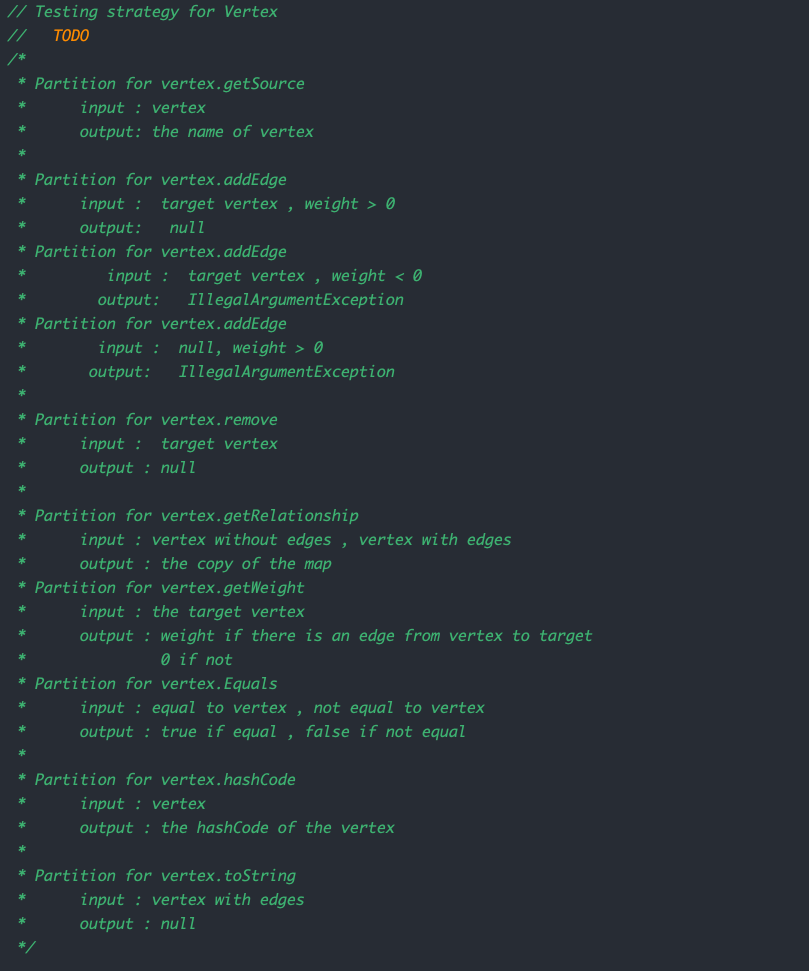 // Testing strategy for Vertex
//   TODO
/*
 * Partition for vertex.getSource
 *      input : vertex
 *      output: the name of vertex
 *
 * Partition for vertex.addEdge
 *      input :  target vertex , weight > 0
 *      output:   null
 * Partition for vertex.addEdge
 *         input :  target vertex , weight < 0
 *        output:   IllegalArgumentException
 * Partition for vertex.addEdge
 *        input :  null, weight > 0
 *       output:   IllegalArgumentException
 *
 * Partition for vertex.remove
 *      input :  target vertex
 *      output : null
 *
 * Partition for vertex.getRelationship
 *      input : vertex without edges , vertex with edges
 *      output : the copy of the map
 * Partition for vertex.getWeight
 *      input : the target vertex
 *      output : weight if there is an edge from vertex to target
 *               0 if not
 * Partition for vertex.Equals
 *      input : equal to vertex , not equal to vertex
 *      output : true if equal , false if not equal
 *
 * Partition for vertex.hashCode
 *      input : vertex
 *      output : the hashCode of the vertex
 *
 * Partition for vertex.toString
 *      input : vertex with edges
 *      output : null
 */